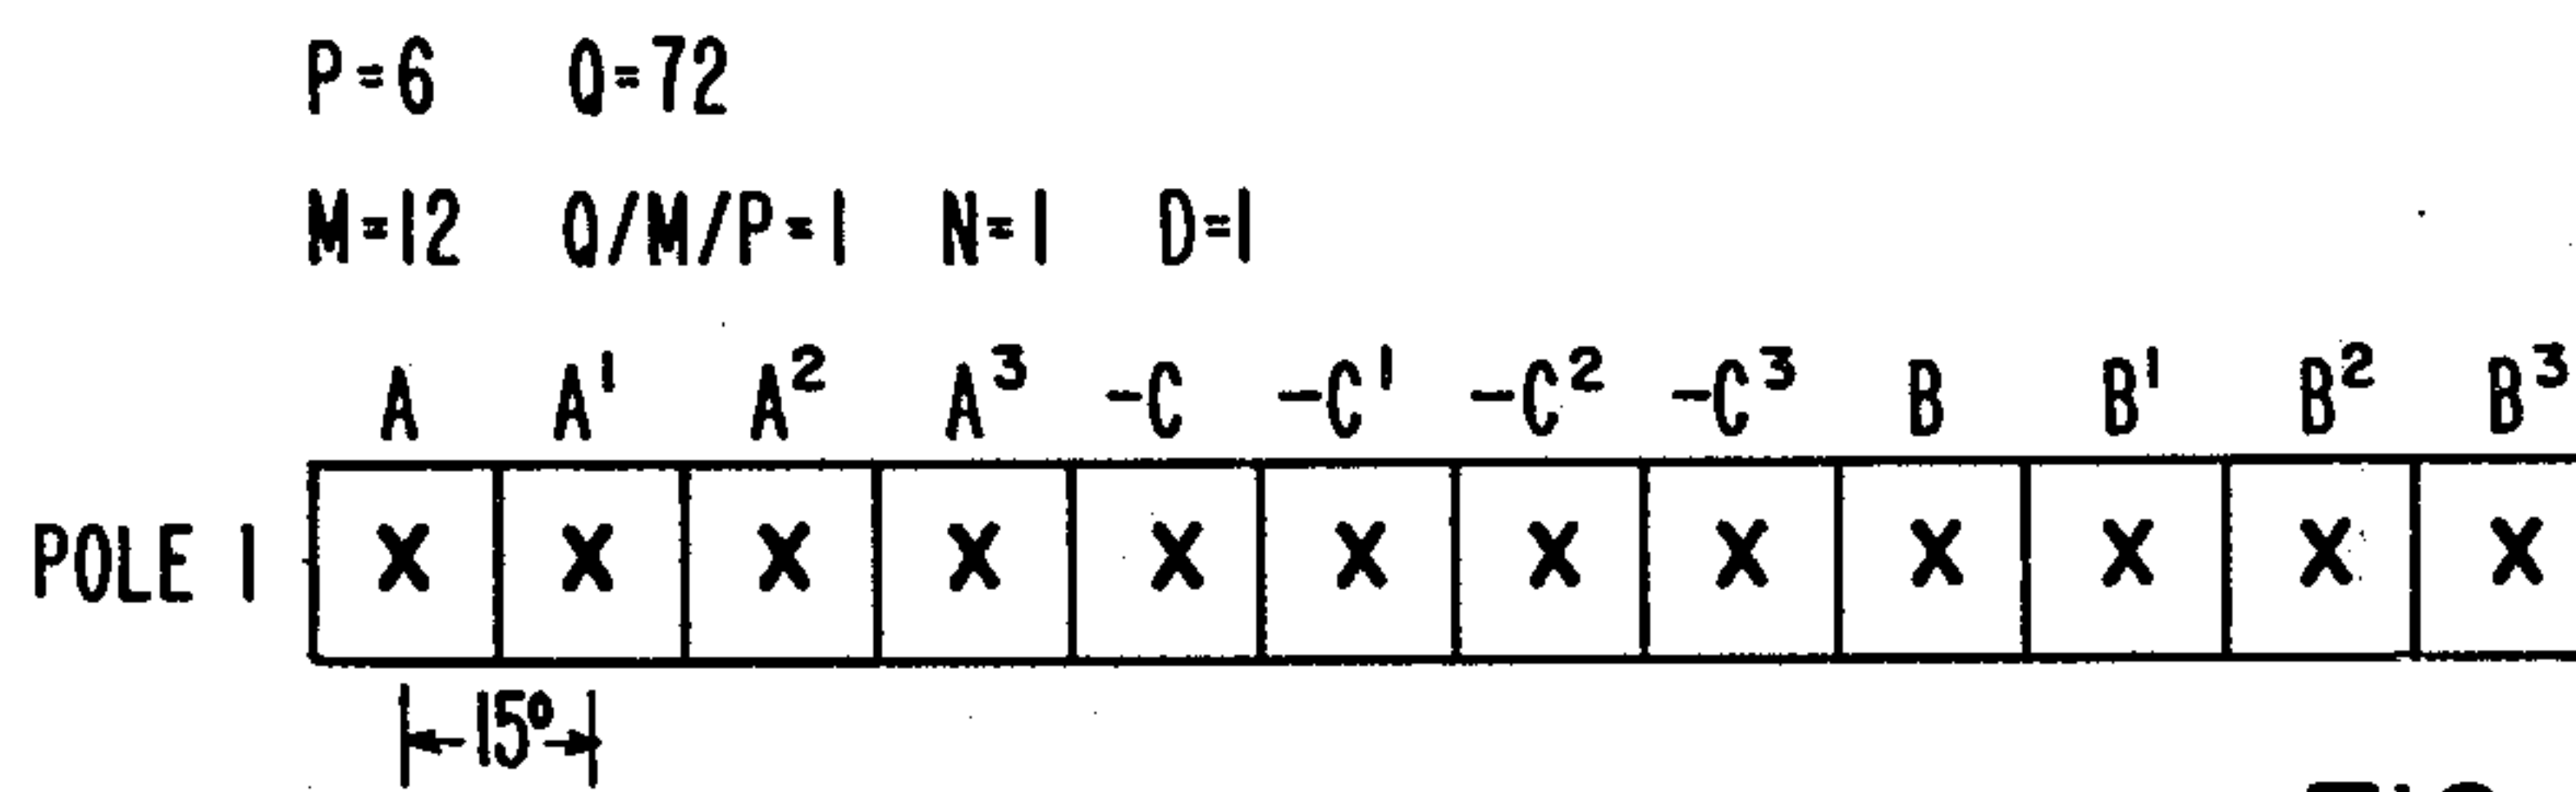 P=6 Q=72
M=12 Q/M/P=1 N=1 D=1
A A¹ A² A³ -C -C¹ -C² -C³ B B¹ B² B³
POLE 1 X X X X X X X X X X X X
15°